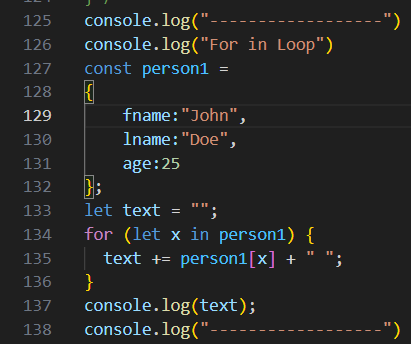 125 console.log("------------------")
126 console.log("For in Loop")
127 const person1 =
128 {
129 fname:"John",
130 lname:"Doe",
131 age:25
132 };
133 let text = "";
134 for (let x in person1) {
135 text += person1[x] + " ";
136 }
137 console.log(text);
138 console.log("------------------")